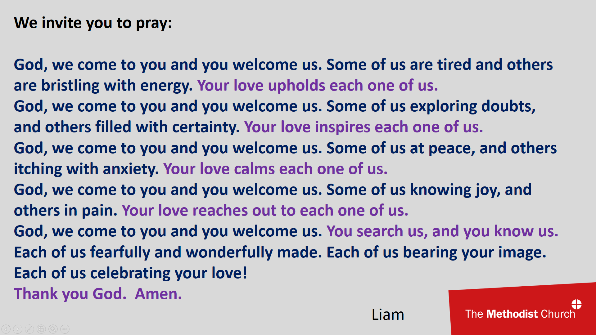 We invite you to pray:
God, we come to you and you welcome us. Some of us are tired and others
are bristling with energy. Your love upholds each one of us.
God, we come to you and you welcome us. Some of us exploring doubts,
and others filled with certainty. Your love inspires each one of us.
God, we come to you and you welcome us. Some of us at peace, and others
itching with anxiety. Your love calms each one of us.
God, we come to you and you welcome us. Some of us knowing joy, and
others in pain. Your love reaches out to each one of us.
God, we come to you and you welcome us. You search us, and you know us.
Each of us fearfully and wonderfully made. Each of us bearing your image.
Each of us celebrating your love!
Thank you God.  Amen.
Liam
The Methodist Church